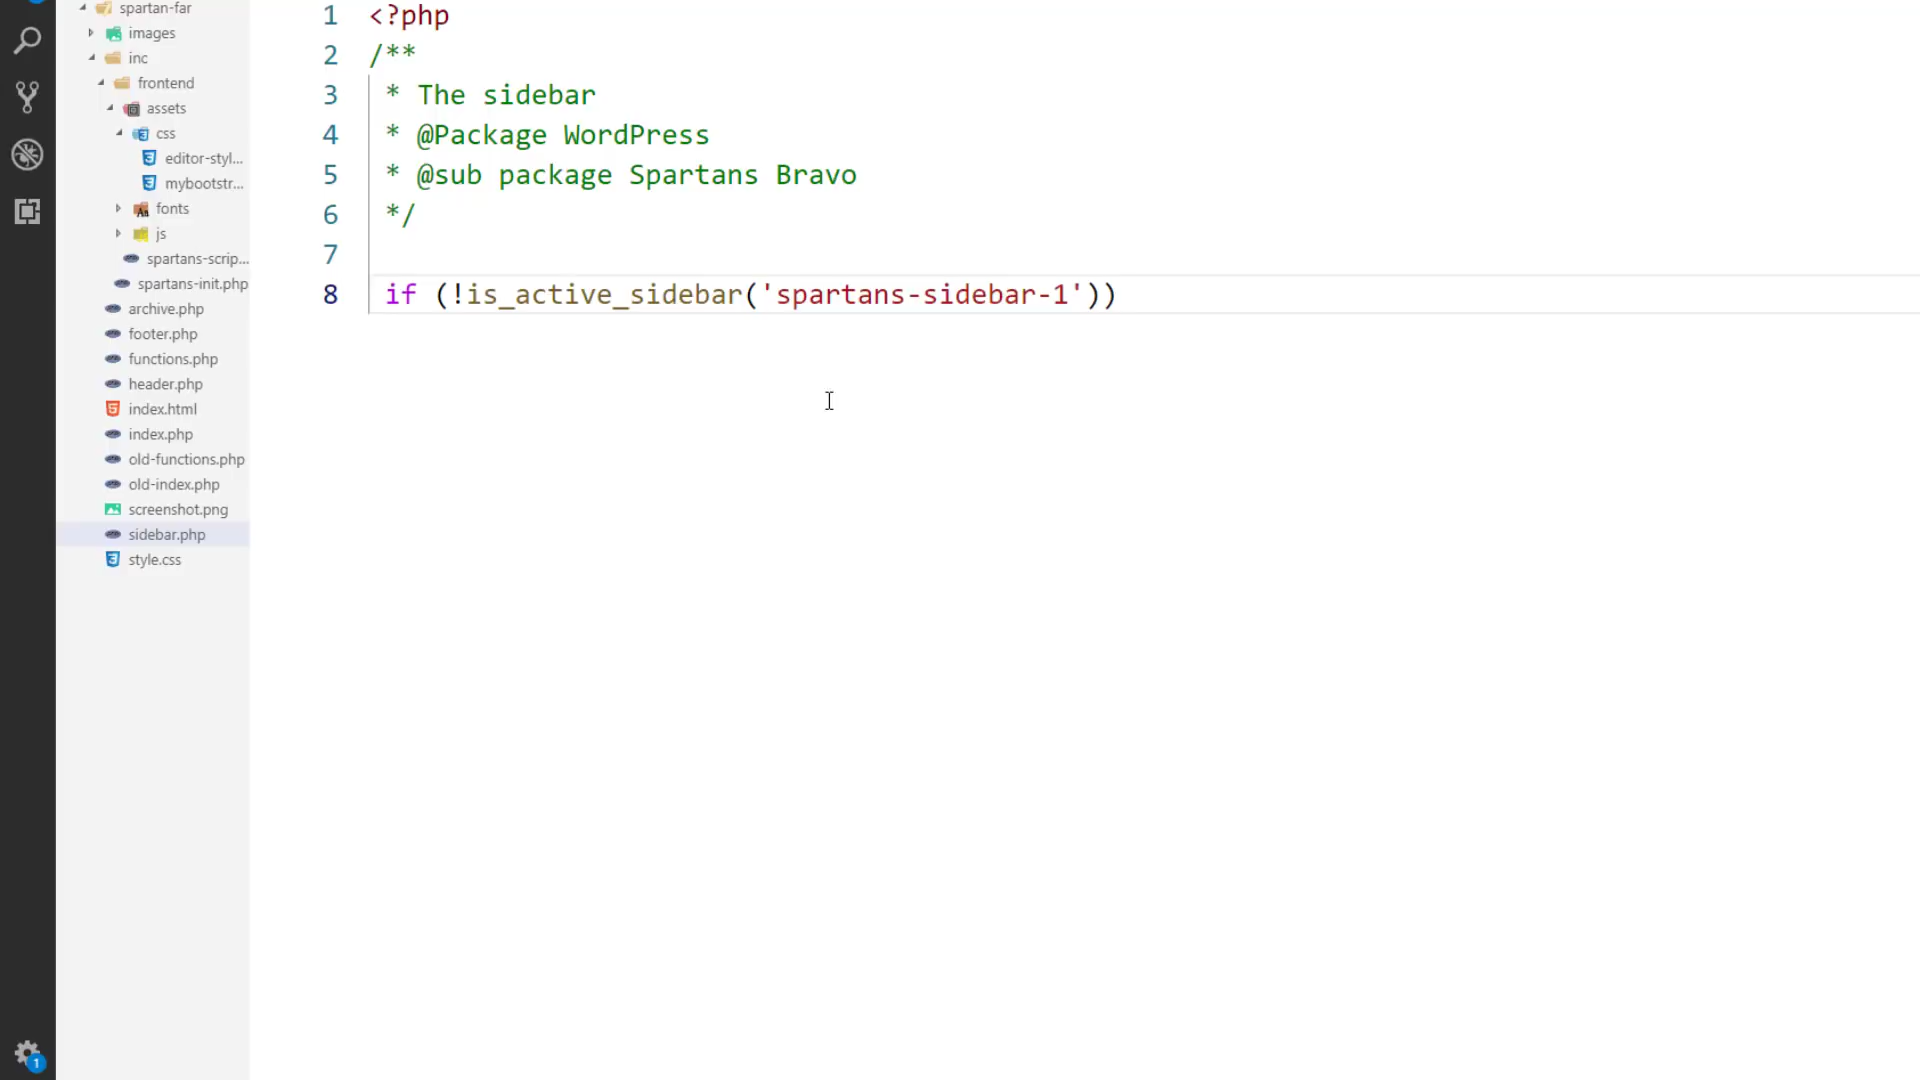 spartan-far
images
inc
frontend
assets
css
editor-styl...
mybootstr...
fonts
js
spartans-scrip...
spartans-init.php
archive.php
footer.php
functions.php
header.php
index.html
index.php
old-functions.php
old-index.php
screenshot.png
sidebar.php
style.css
1
1 <?php
2 /**
3 * The sidebar
4 * @Package WordPress
5 * @sub package Spartans Bravo
6 */
7
8 if (!is_active_sidebar('spartans-sidebar-1'))